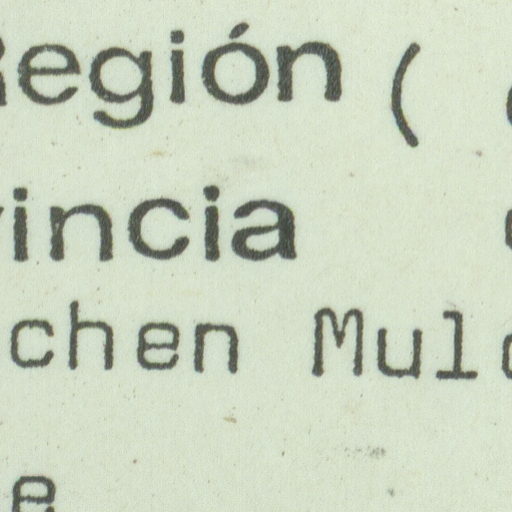 Región (
vincia
chen Mul
e